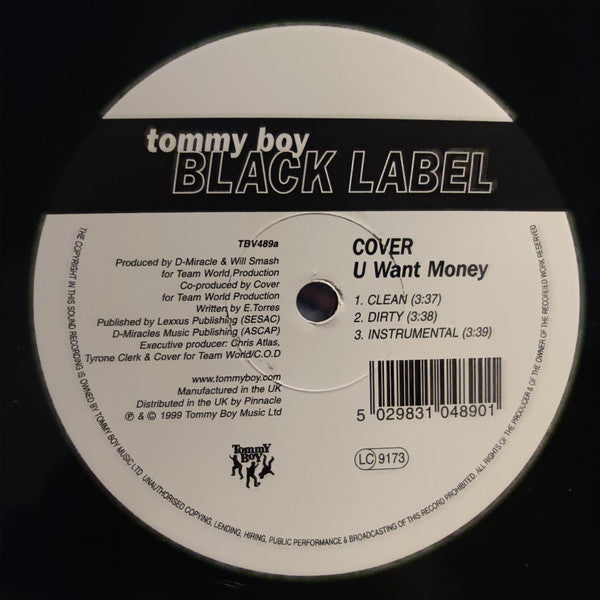 tommy boy
BLACK LABEL
TBV489a
Produced by D-Miracle & Will Smash
for Team World Production
Co-produced by Cover
for Team World Production
Written by E.Torres
Published by Lexxus Publishing (SESAC)
D-Miracles Music Publishing (ASCAP)
Executive producer: Chris Atlas,
Tyrone Clerk & Cover for Team World/C.O.D
www.tommyboy.com
Manufactured in the UK
Distributed in the UK by Pinnacle
℗ & © 1999 Tommy Boy Music Ltd
COVER
U Want Money
1. CLEAN (3:37)
2. DIRTY (3:38)
3. INSTRUMENTAL (3:39)
5 029831 048901
LC 9173
Tommy
Boy
THE COPYRIGHT IN THIS SOUND RECORDING IS OWNED BY TOMMY BOY MUSIC LTD. UNAUTHORISED COPYING, LENDING, HIRING, PUBLIC PERFORMANCE & BROADCASTING OF THIS RECORD PROHIBITED. ALL RIGHTS OF THE PRODUCER & OF THE OWNER OF THE RECORDED WORK RESERVED.